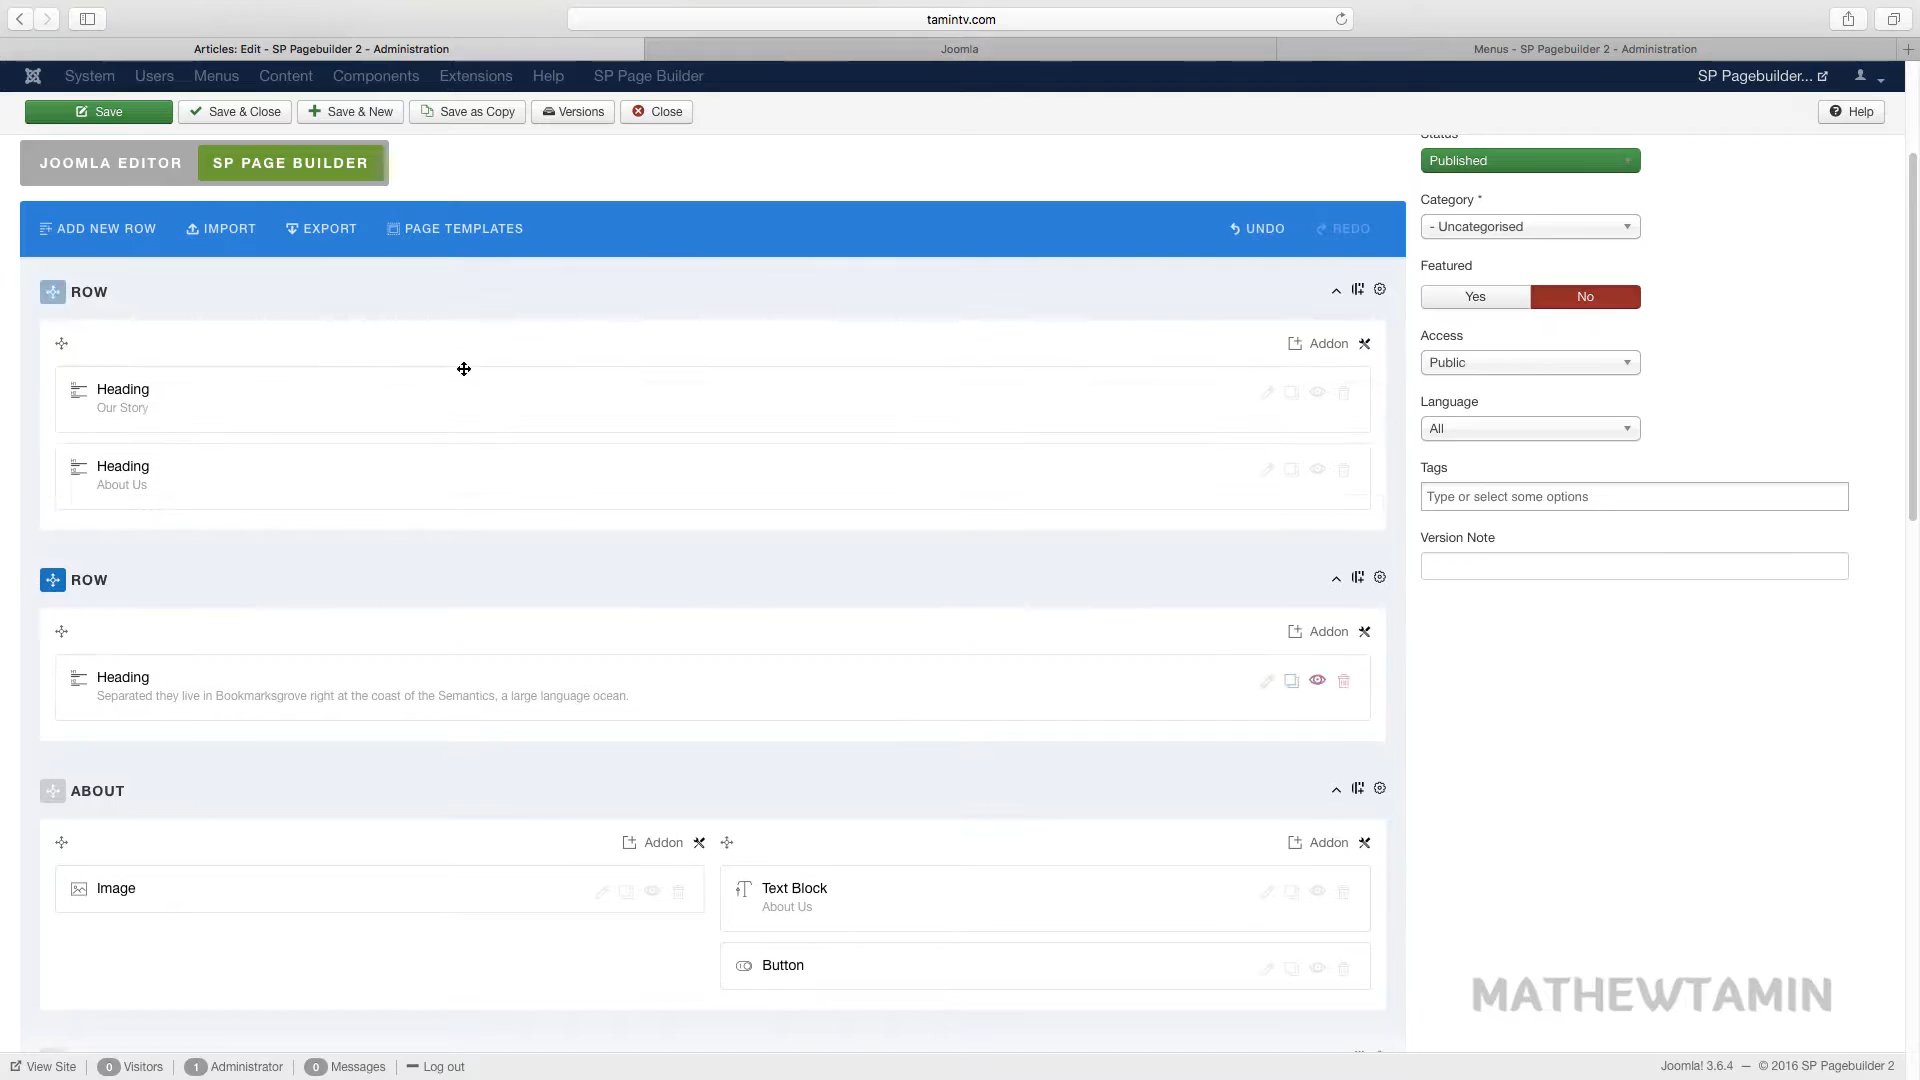 tamintv.com
Articles: Edit - SP Pagebuilder 2 - Administration
Joomla
Menus - SP Pagebuilder 2 - Administration
System Users Menus Content Components Extensions Help SP Page Builder
SP Pagebuilder...
Save Save & Close Save & New Save as Copy Versions Close
Help
JOOMLA EDITOR SP PAGE BUILDER
ADD NEW ROW IMPORT EXPORT PAGE TEMPLATES UNDO REDO
ROW
Addon
Heading
Our Story
Heading
About Us
ROW
Addon
Heading
Separated they live in Bookmarksgrove right at the coast of the Semantics, a large language ocean.
ABOUT
Addon
Addon
Image
Text Block
About Us
Button
Status
Published
Category *
- Uncategorised
Featured
Yes No
Access
Public
Language
All
Tags
Type or select some options
Version Note
MATHEWTAMIN
View Site 0 Visitors 1 Administrator 0 Messages Log out
Joomla! 3.6.4 — © 2016 SP Pagebuilder 2